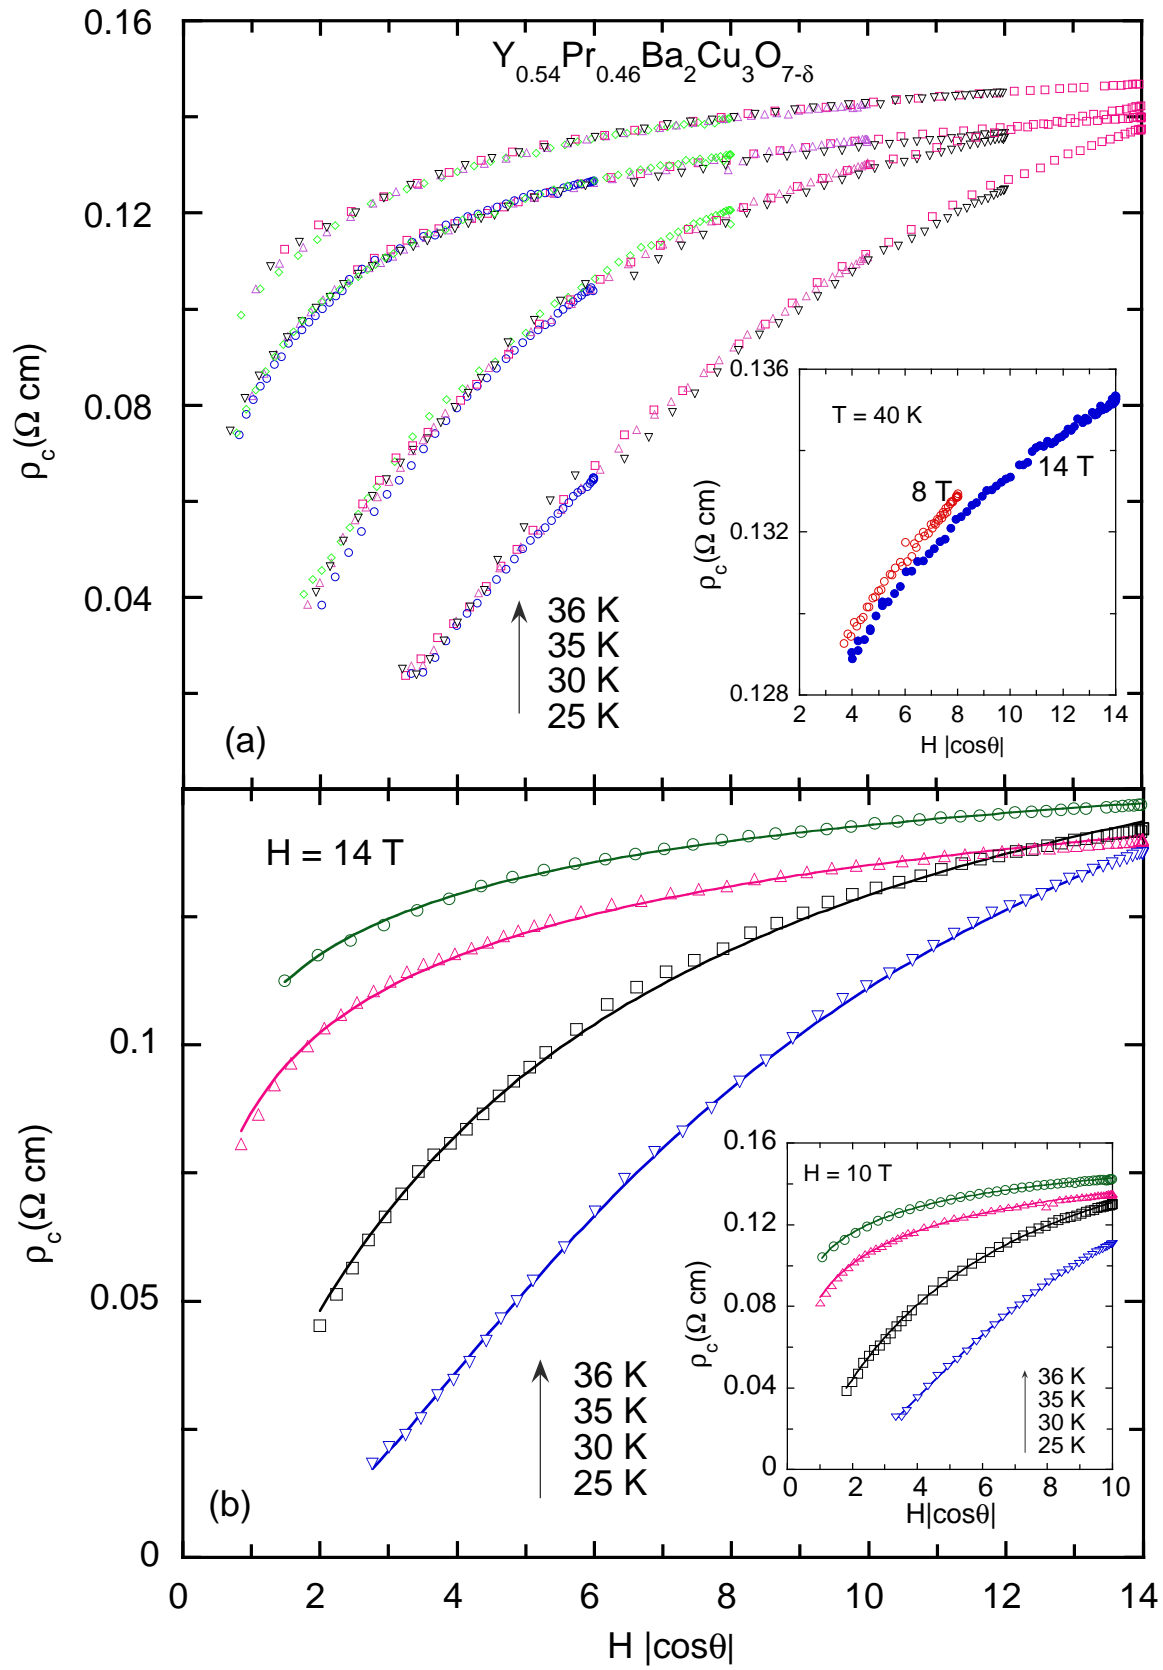 0.16
Y0.54Pr0.46Ba2Cu3O7-δ
0.12
ρc(Ω cm)
0.08
0.04
36 K
35 K
30 K
25 K
(a)
0.136
T = 40 K
8 T
14 T
ρc(Ω cm)
0.132
0.128
2 4 6 8 10 12 14
H |cosθ|
H = 14 T
0.1
ρc(Ω cm)
0.05
0
36 K
35 K
30 K
25 K
(b)
0.16
H = 10 T
0.12
ρc(Ω cm)
0.08
0.04
0
36 K
35 K
30 K
25 K
0 2 4 6 8 10
H|cosθ|
0 2 4 6 8 10 12 14
H |cosθ|